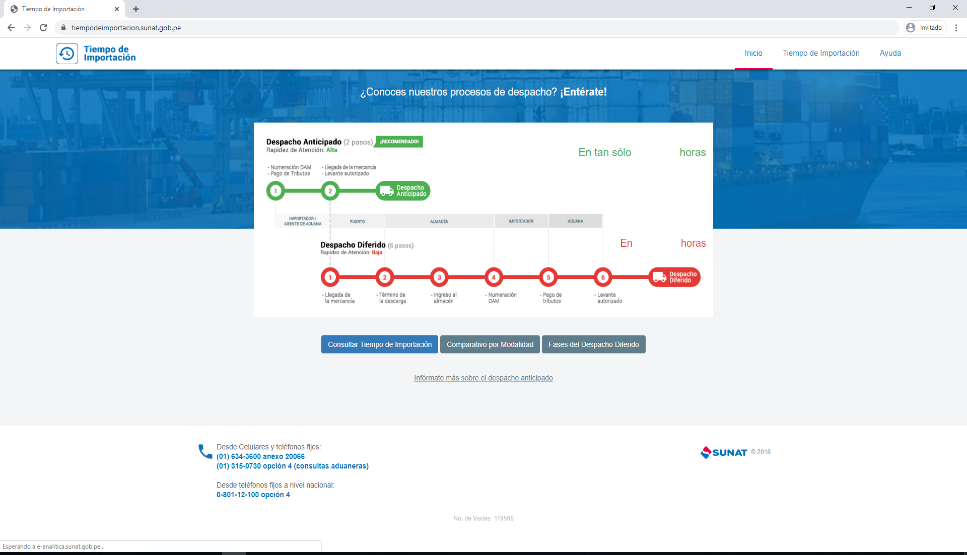 Tiempo de Importación
tiempodeimportacion.sunat.gob.pe
Invitado
Tiempo de
Importación
Inicio
Tiempo de Importación
Ayuda
¿Conoces nuestros procesos de despacho? ¡Entérate!
Despacho Anticipado (2 pasos) ¡RECOMENDADO!
Rapidez de Atención: Alta
En tan sólo horas
- Numeración DAM
- Pago de Tributos
- Llegada de la mercancía
- Levante autorizado
1
2
Despacho
Anticipado
IMPORTADOR /
AGENTE DE ADUANA
PUERTO
ALMACÉN
IMPORTADOR
ADUANA
Despacho Diferido (6 pasos)
Rapidez de Atención: Baja
En horas
1
2
3
4
5
6
Despacho
Diferido
- Llegada de
la mercancía
- Término de
la descarga
- Ingreso al
almacén
- Numeración
DAM
- Pago de
tributos
- Levante
autorizado
Consultar Tiempo de Importación
Comparativo por Modalidad
Fases del Despacho Diferido
Infórmate más sobre el despacho anticipado
Desde Celulares y teléfonos fijos:
(01) 634-3600 anexo 20066
(01) 315-0730 opción 4 (consultas aduaneras)
Desde teléfonos fijos a nivel nacional:
0-801-12-100 opción 4
SUNAT © 2018
No. de Visitas: 119566
Esperando a e-analitica.sunat.gob.pe...